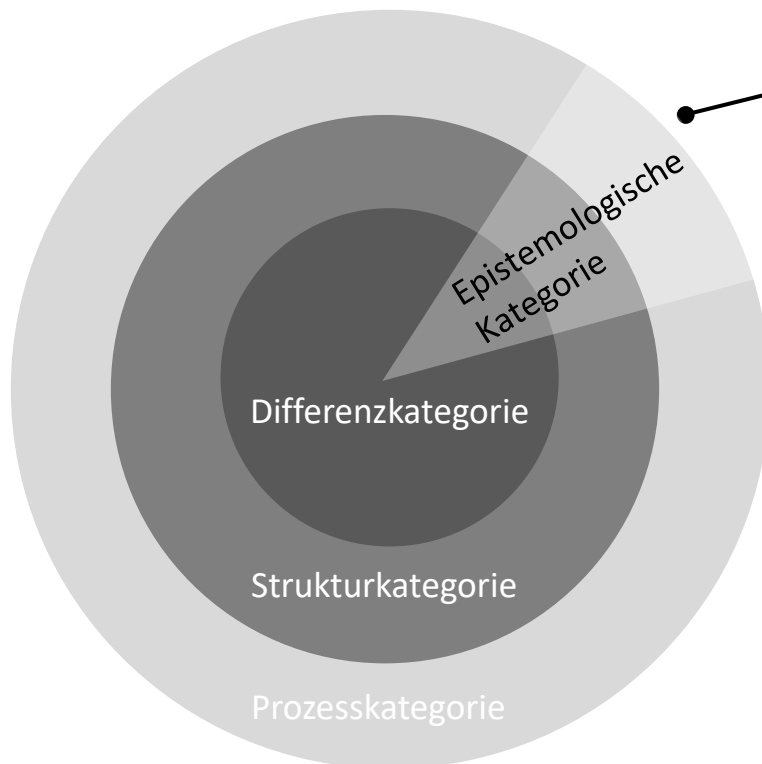 Epistemologische
Kategorie
Differenzkategorie
Strukturkategorie
Prozesskategorie